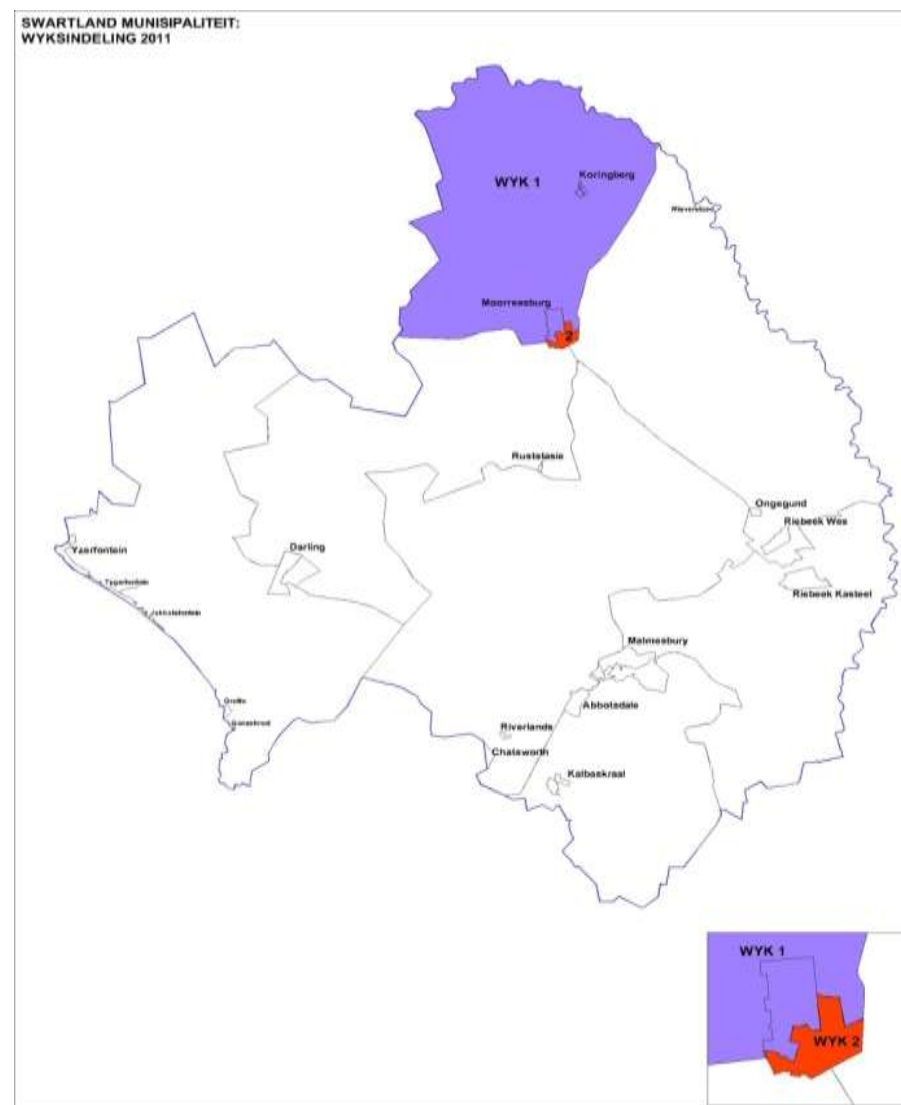 SWARTLAND MUNISIPALITEIT:
WYKSINDELING 2011
WYK 1
Koringberg
Moorreesburg
2
Ruststasie
Ongegund
Riebeek Wes
Riebeek Kasteel
Yzerfontein
Darling
Malmesbury
Abbotsdale
Riverlands
Chatsworth
Kalbaskraal
WYK 1
WYK 2